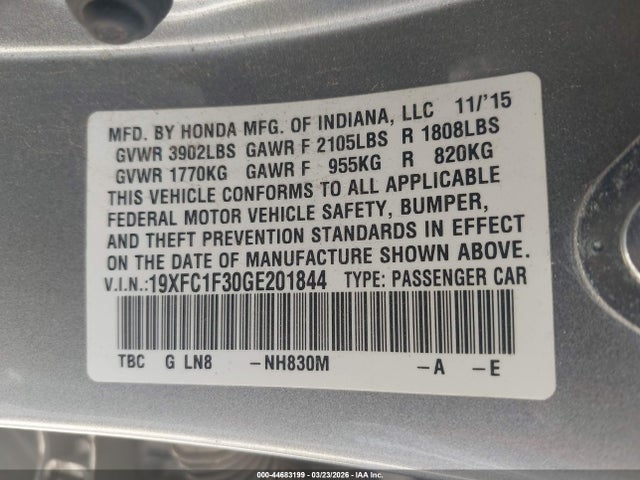 MFD. BY HONDA MFG. OF INDIANA, LLC 11/'15
GVWR 3902LBS GAWR F 2105LBS R 1808LBS
GVWR 1770KG GAWR F 955KG R 820KG
THIS VEHICLE CONFORMS TO ALL APPLICABLE
FEDERAL MOTOR VEHICLE SAFETY, BUMPER,
AND THEFT PREVENTION STANDARDS IN EFFECT
ON THE DATE OF MANUFACTURE SHOWN ABOVE.
V.I.N.:19XFC1F30GE201844 TYPE: PASSENGER CAR
TBC G LN8 -NH830M -A -E
000-44683199 | 03/23/2026 | IAA Inc.